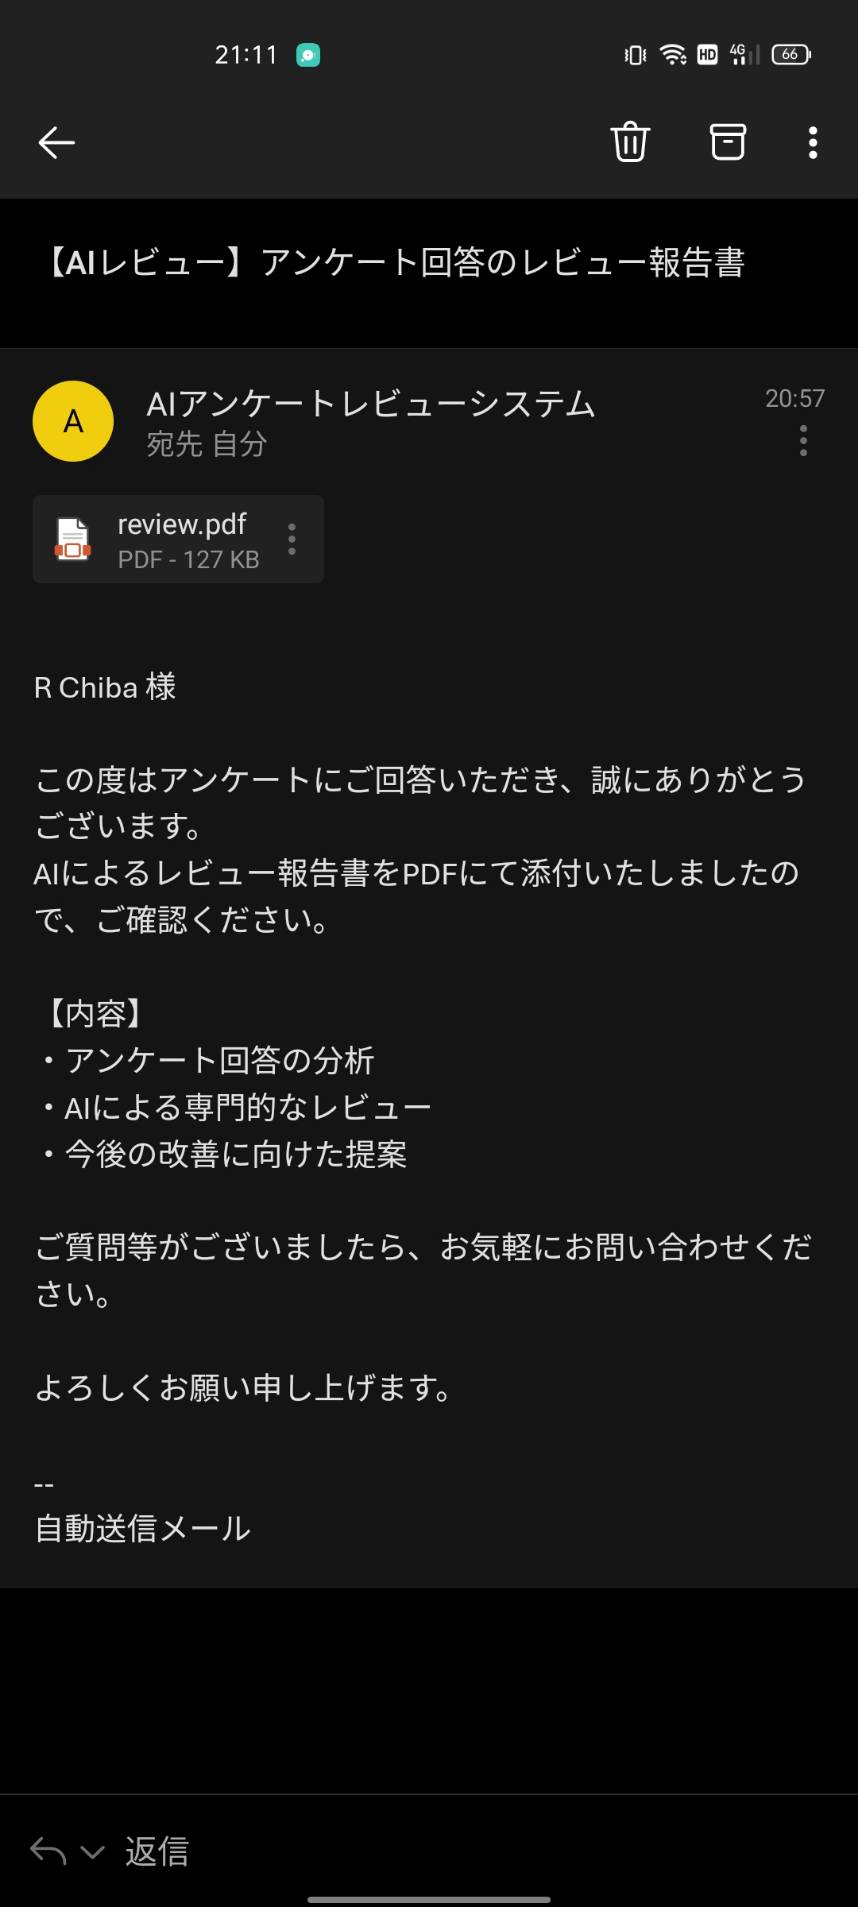 21:11
HD 4G 66
【AIレビュー】アンケート回答のレビュー報告書
A
AIアンケートレビューシステム
20:57
宛先 自分
review.pdf
PDF - 127 KB
R Chiba 様
この度はアンケートにご回答いただき、誠にありがとう
ございます。
AIによるレビュー報告書をPDFにて添付いたしましたの
で、ご確認ください。
【内容】
・アンケート回答の分析
・AIによる専門的なレビュー
・今後の改善に向けた提案
ご質問等がございましたら、お気軽にお問い合わせくだ
さい。
よろしくお願い申し上げます。
--
自動送信メール
返信